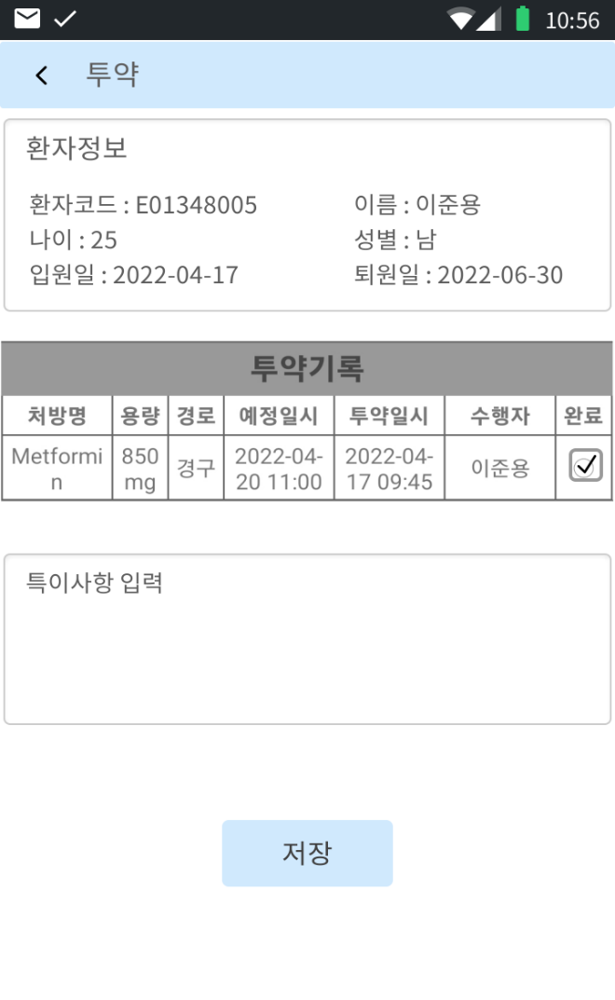 10:56
투약
환자정보
환자코드 : E01348005 이름 : 이준용
나이 : 25 성별 : 남
입원일 : 2022-04-17 퇴원일 : 2022-06-30
투약기록
처방명 용량 경로 예정일시 투약일시 수행자 완료
Metformi 850 경구 2022-04- 2022-04- 이준용
n mg 20 11:00 17 09:45
특이사항 입력
저장